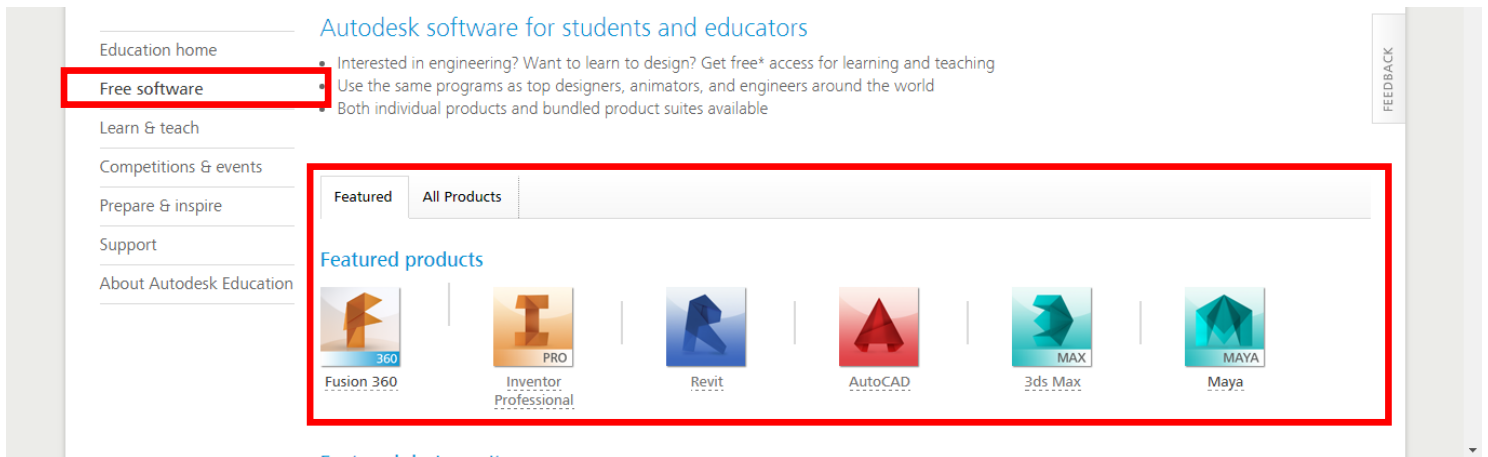 Education home
Free software
Learn & teach
Competitions & events
Prepare & inspire
Support
About Autodesk Education
Autodesk software for students and educators
• Interested in engineering? Want to learn to design? Get free* access for learning and teaching
• Use the same programs as top designers, animators, and engineers around the world
• Both individual products and bundled product suites available
FEEDBACK
Featured All Products
Featured products
360
PRO
MAX
MAYA
Fusion 360
Inventor
Professional
Revit
AutoCAD
3ds Max
Maya